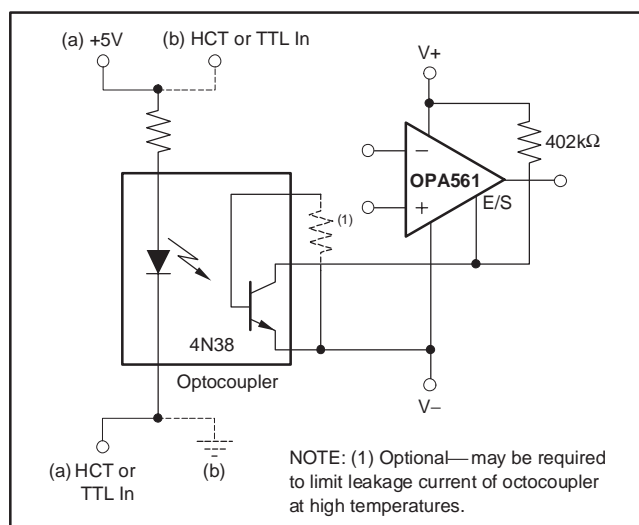 (a) +5V
(b) HCT or TTL In
V+
402kΩ
−
OPA561
+
E/S
(1)
4N38
Optocoupler
V−
(a) HCT or
TTL In
(b)
NOTE: (1) Optional—may be required
to limit leakage current of octocoupler
at high temperatures.